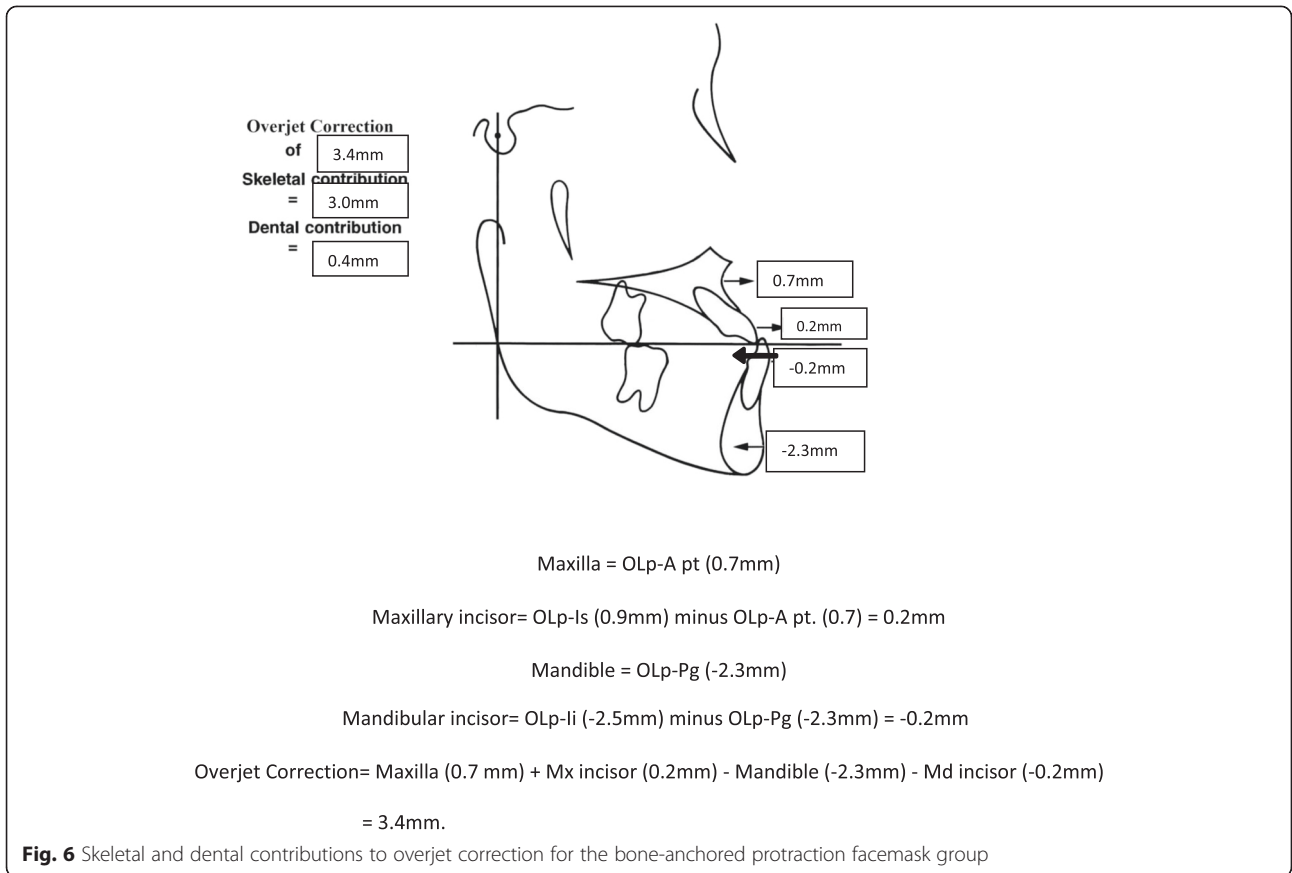 Overjet Correction
of 3.4mm
Skeletal contribution
= 3.0mm
Dental contribution
= 0.4mm
0.7mm
0.2mm
-0.2mm
-2.3mm
Maxilla = OLp-A pt (0.7mm)
Maxillary incisor= OLp-Is (0.9mm) minus OLp-A pt. (0.7) = 0.2mm
Mandible = OLp-Pg (-2.3mm)
Mandibular incisor= OLp-Ii (-2.5mm) minus OLp-Pg (-2.3mm) = -0.2mm
Overjet Correction= Maxilla (0.7 mm) + Mx incisor (0.2mm) - Mandible (-2.3mm) - Md incisor (-0.2mm)
= 3.4mm.
Fig. 6 Skeletal and dental contributions to overjet correction for the bone-anchored protraction facemask group